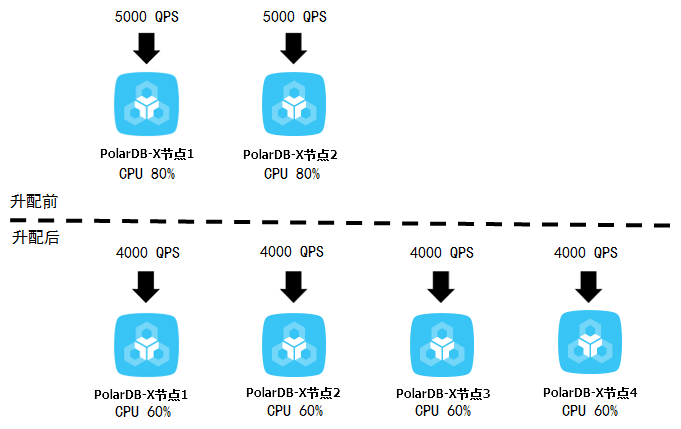 5000 QPS
5000 QPS
PolarDB-X节点1
PolarDB-X节点2
CPU 80%
CPU 80%
升配前
升配后
4000 QPS
4000 QPS
4000 QPS
4000 QPS
PolarDB-X节点1
PolarDB-X节点2
PolarDB-X节点3
PolarDB-X节点4
CPU 60%
CPU 60%
CPU 60%
CPU 60%